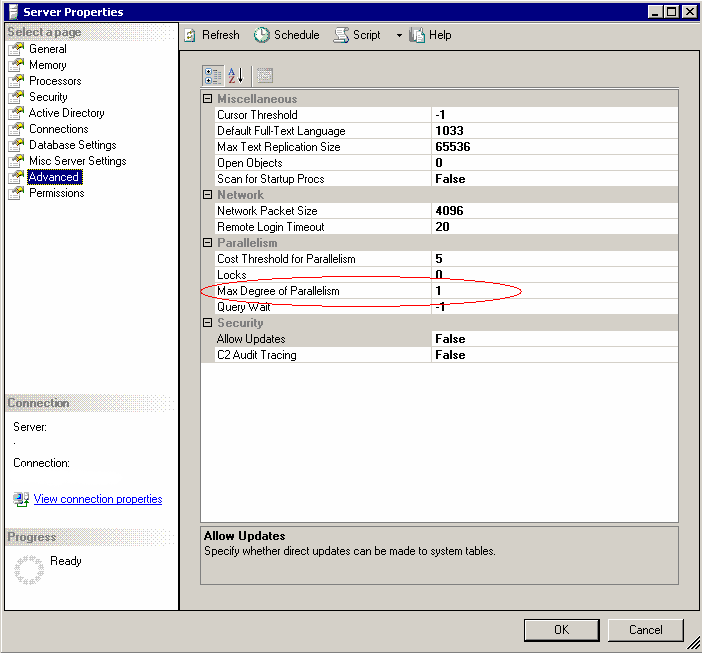 Server Properties
Select a page
General
Memory
Processors
Security
Active Directory
Connections
Database Settings
Misc Server Settings
Advanced
Permissions
Connection
Server:
.
Connection:
View connection properties
Progress
Ready
Refresh Schedule Script Help
Miscellaneous
Cursor Threshold -1
Default Full-Text Language 1033
Max Text Replication Size 65536
Open Objects 0
Scan for Startup Procs False
Network
Network Packet Size 4096
Remote Login Timeout 20
Parallelism
Cost Threshold for Parallelism 5
Locks 0
Max Degree of Parallelism 1
Query Wait -1
Security
Allow Updates False
C2 Audit Tracing False
Allow Updates
Specify whether direct updates can be made to system tables.
OK Cancel